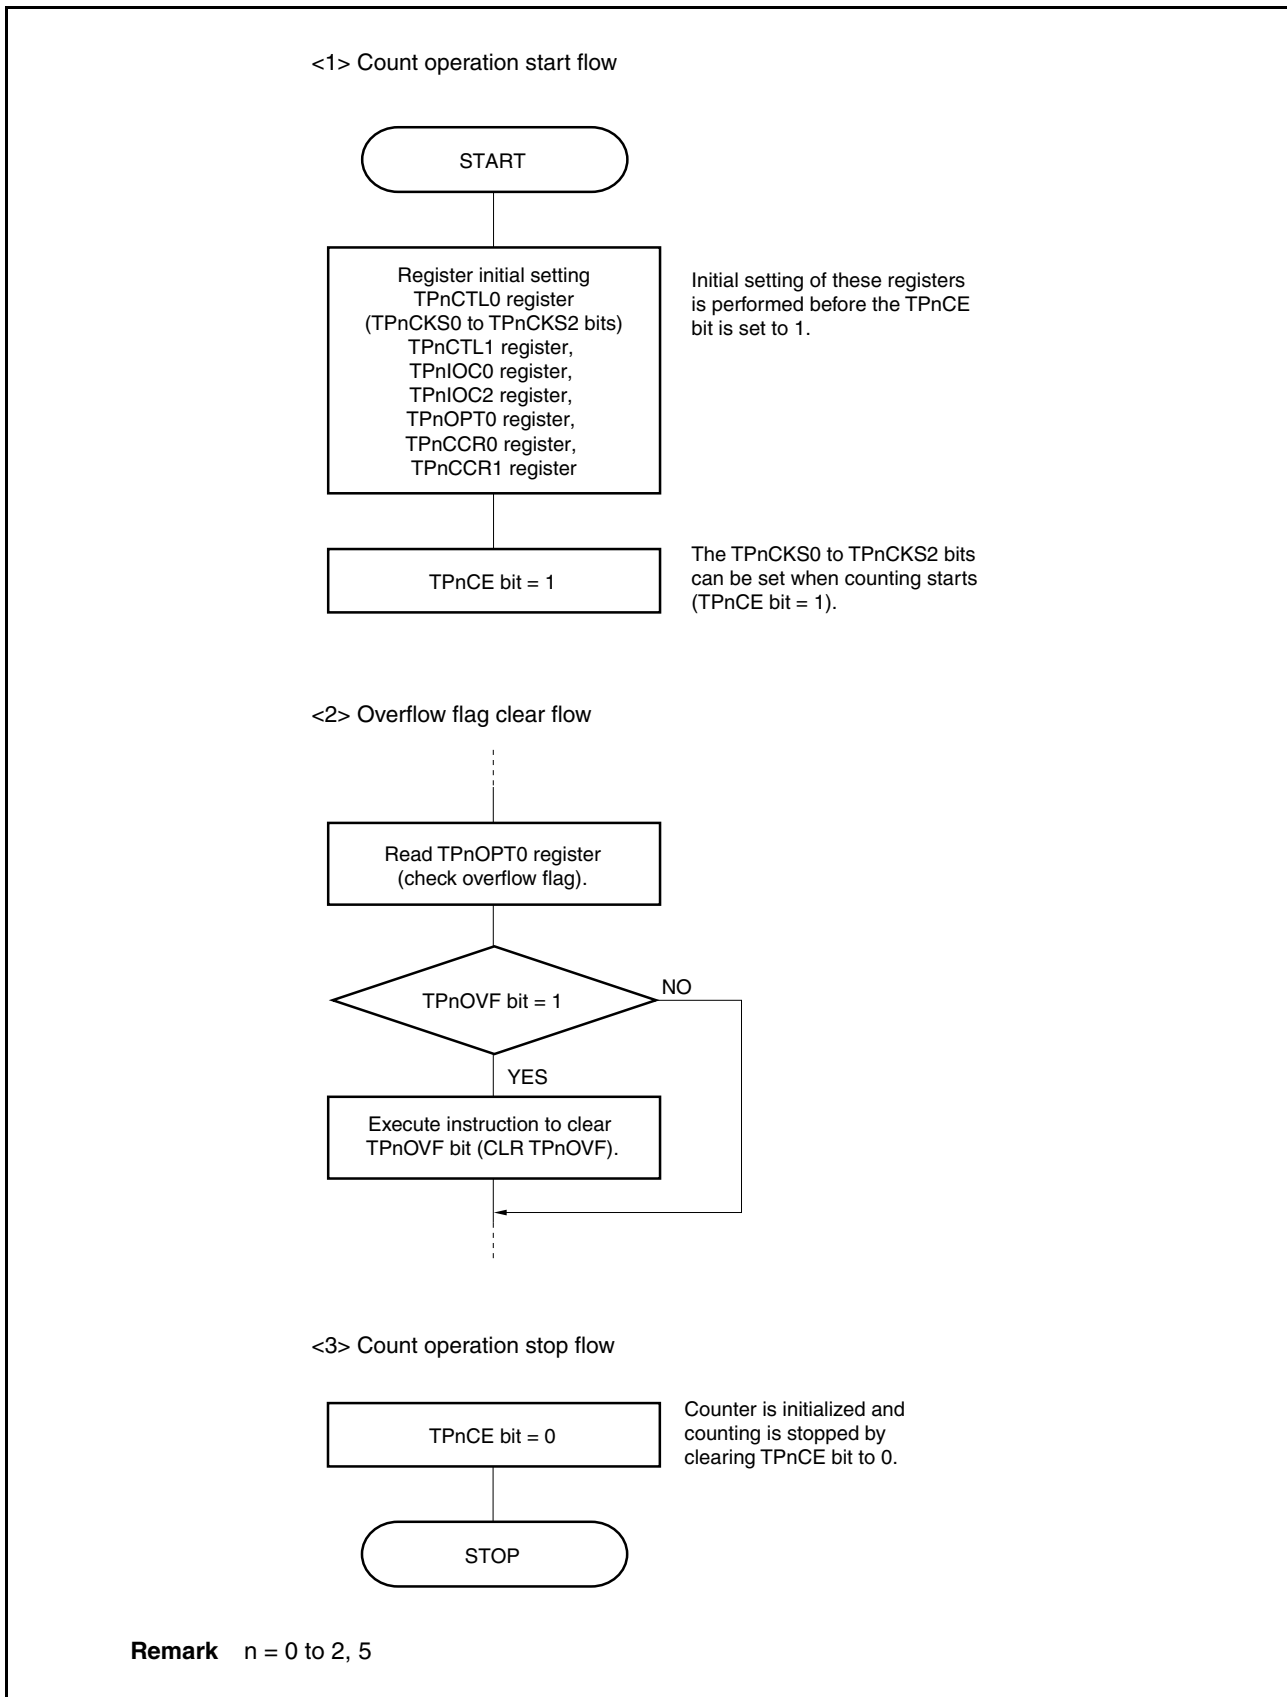 <1> Count operation start flow
START
Register initial setting
TPnCTL0 register
(TPnCKS0 to TPnCKS2 bits)
TPnCTL1 register,
TPnIOC0 register,
TPnIOC2 register,
TPnOPT0 register,
TPnCCR0 register,
TPnCCR1 register
Initial setting of these registers
is performed before the TPnCE
bit is set to 1.
TPnCE bit = 1
The TPnCKS0 to TPnCKS2 bits
can be set when counting starts
(TPnCE bit = 1).
<2> Overflow flag clear flow
Read TPnOPT0 register
(check overflow flag).
TPnOVF bit = 1
NO
YES
Execute instruction to clear
TPnOVF bit (CLR TPnOVF).
<3> Count operation stop flow
TPnCE bit = 0
Counter is initialized and
counting is stopped by
clearing TPnCE bit to 0.
STOP
Remark n = 0 to 2, 5